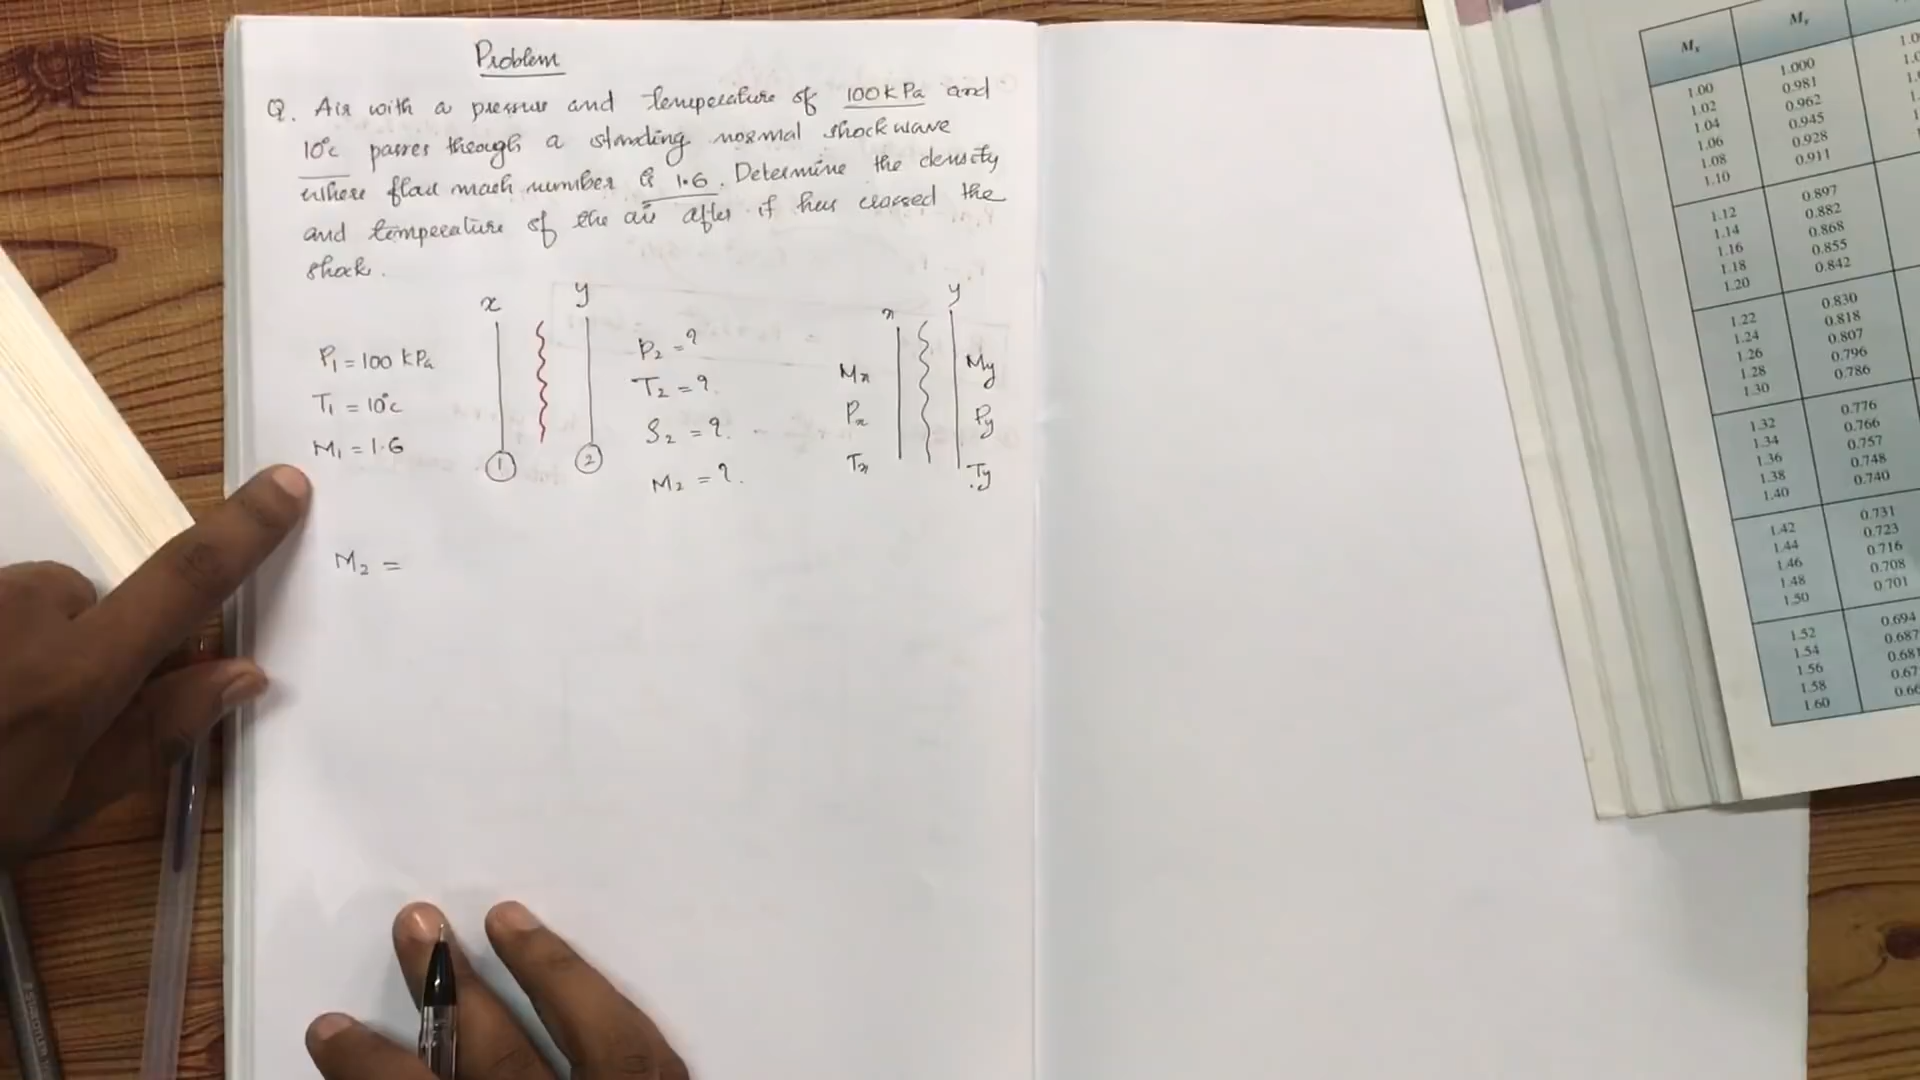 Problem
Q. Air with a pressure and temperature of 100 kPa and
10°c passes through a standing normal shock wave
where flow mach number is 1.6. Determine the density
and temperature of the air after it has crossed the
shock.
x y
P₁ = 100 kPa
T₁ = 10°c
M₁ = 1.6
1 2
P₂ = ?
T₂ = ?
S₂ = ?
M₂ = ?
x y
Mx My
Px Py
Tx Ty
M₂ =
Mx My
1.00 1.000
1.02 0.981
1.04 0.962
1.06 0.945
1.08 0.928
1.10 0.911
1.12 0.897
1.14 0.882
1.16 0.868
1.18 0.855
1.20 0.842
1.22 0.830
1.24 0.818
1.26 0.807
1.28 0.796
1.30 0.786
1.32 0.776
1.34 0.766
1.36 0.757
1.38 0.748
1.40 0.740
1.42 0.731
1.44 0.723
1.46 0.716
1.48 0.708
1.50 0.701
1.52 0.694
1.54 0.687
1.56
1.58
1.60
STAEDTLER